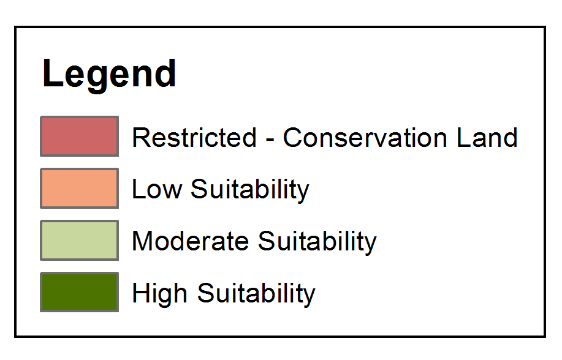 Legend
Restricted - Conservation Land
Low Suitability
Moderate Suitability
High Suitability